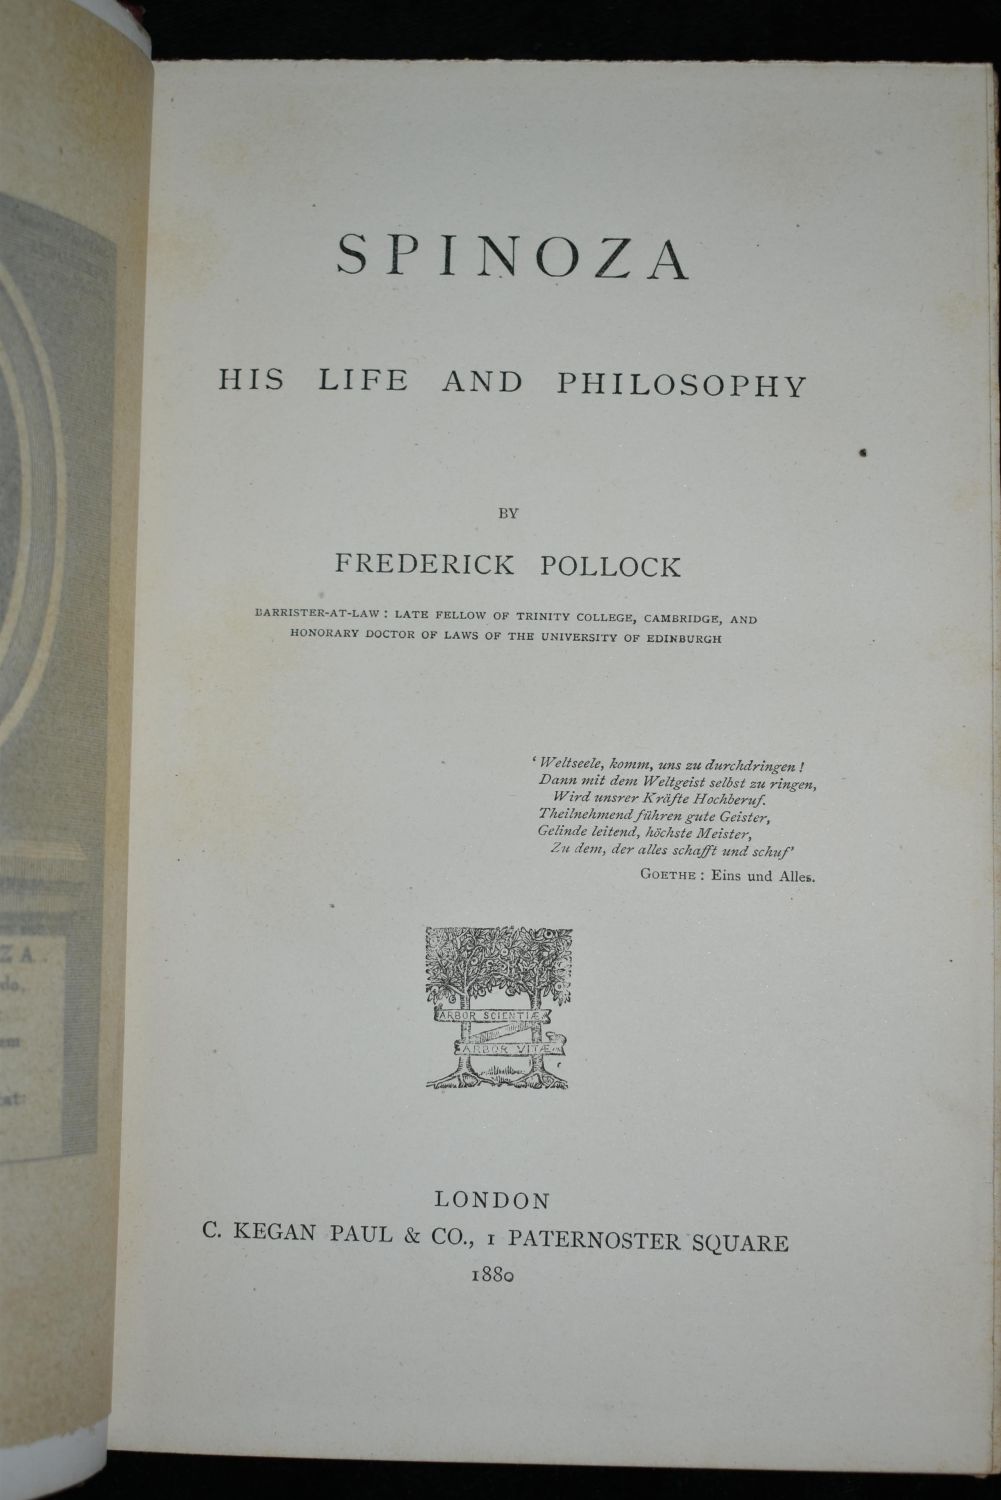 SPINOZA
HIS LIFE AND PHILOSOPHY
BY
FREDERICK POLLOCK
BARRISTER-AT-LAW : LATE FELLOW OF TRINITY COLLEGE, CAMBRIDGE, AND
HONORARY DOCTOR OF LAWS OF THE UNIVERSITY OF EDINBURGH
‘ Weltseele, komm, uns zu durchdringen !
Dann mit dem Weltgeist selbst zu ringen,
Wird unsrer Kräfte Hochberuf.
Theilnehmend führen gute Geister,
Gelinde leitend, höchste Meister,
Zu dem, der alles schafft und schuf’
GOETHE : Eins und Alles.
ARBOR SCIENTIÆ
ARBOR VITÆ
LONDON
C. KEGAN PAUL & CO., 1 PATERNOSTER SQUARE
1880